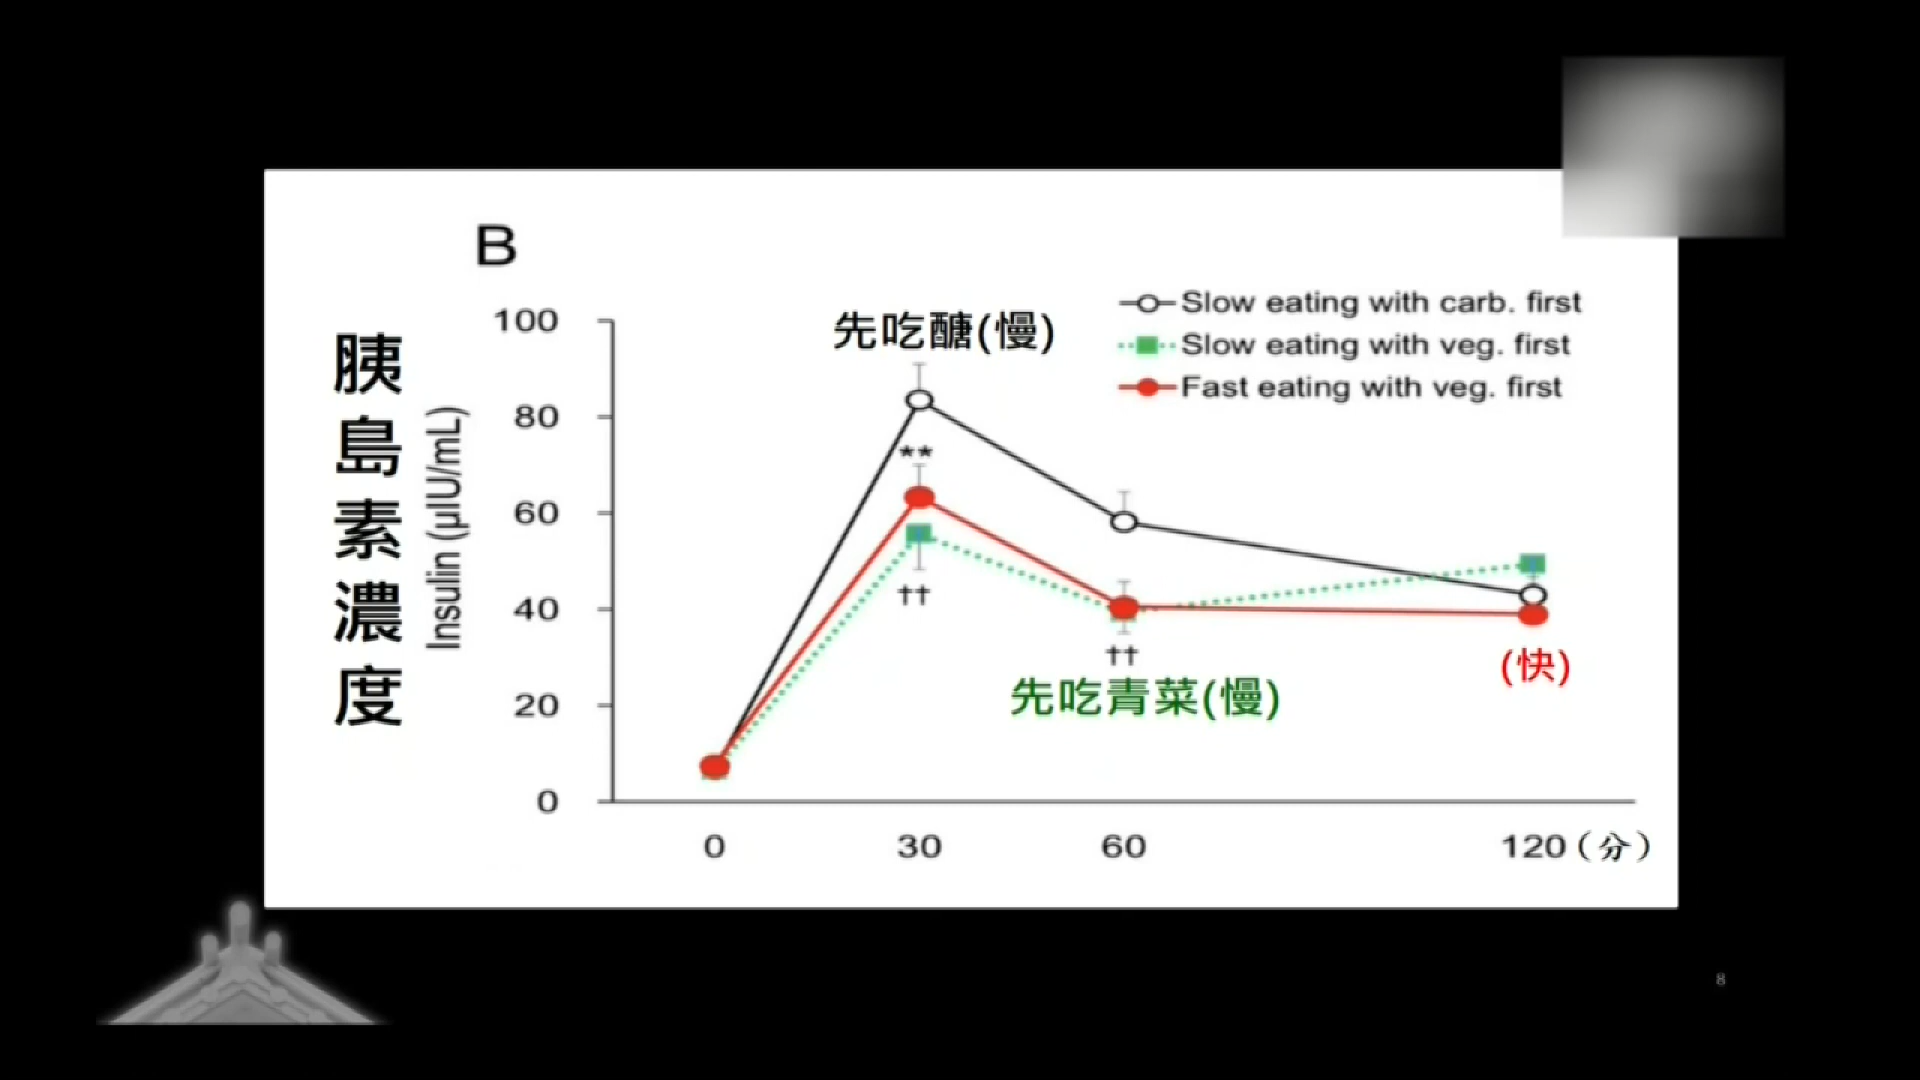 B
胰島素濃度
Insulin (µIU/mL)
100
80
60
40
20
0
先吃醣(慢)
Slow eating with carb. first
Slow eating with veg. first
Fast eating with veg. first
**
††
††
先吃青菜(慢)
(快)
0 30 60 120 (分)
8